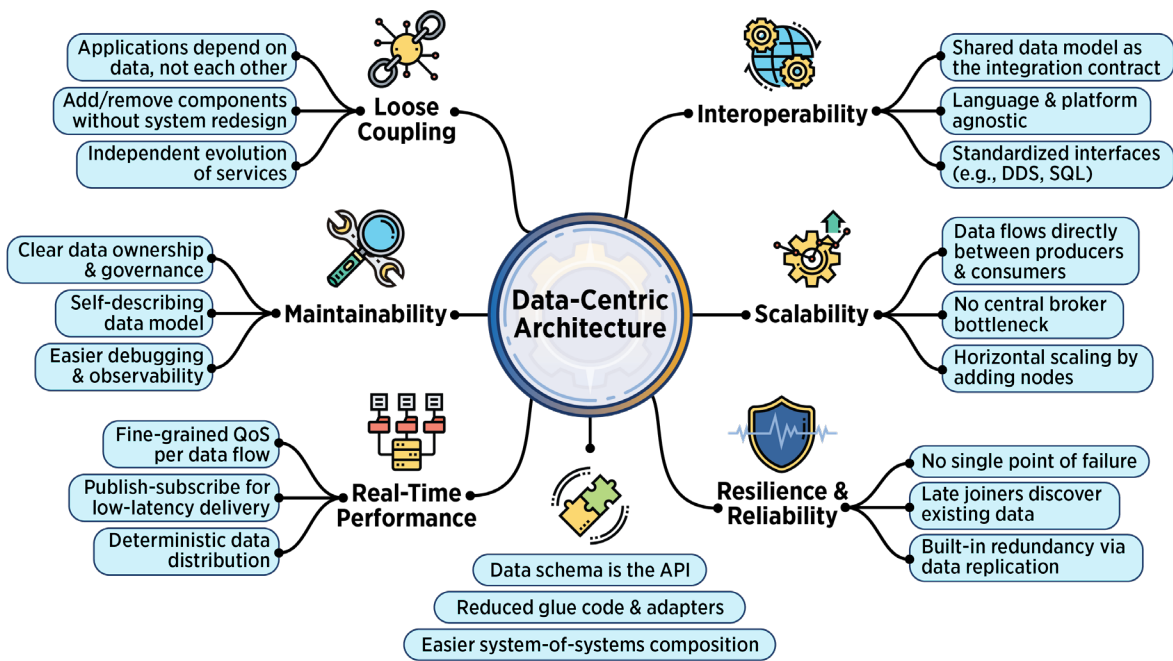 Applications depend on
data, not each other
Add/remove components
without system redesign
Independent evolution
of services
Loose
Coupling
Interoperability
Shared data model as
the integration contract
Language & platform
agnostic
Standardized interfaces
(e.g., DDS, SQL)
Clear data ownership
& governance
Self-describing
data model
Easier debugging
& observability
Maintainability
Data-Centric
Architecture
Scalability
Data flows directly
between producers
& consumers
No central broker
bottleneck
Horizontal scaling by
adding nodes
Fine-grained QoS
per data flow
Publish-subscribe for
low-latency delivery
Deterministic data
distribution
Real-Time
Performance
Resilience &
Reliability
No single point of failure
Late joiners discover
existing data
Built-in redundancy via
data replication
Data schema is the API
Reduced glue code & adapters
Easier system-of-systems composition